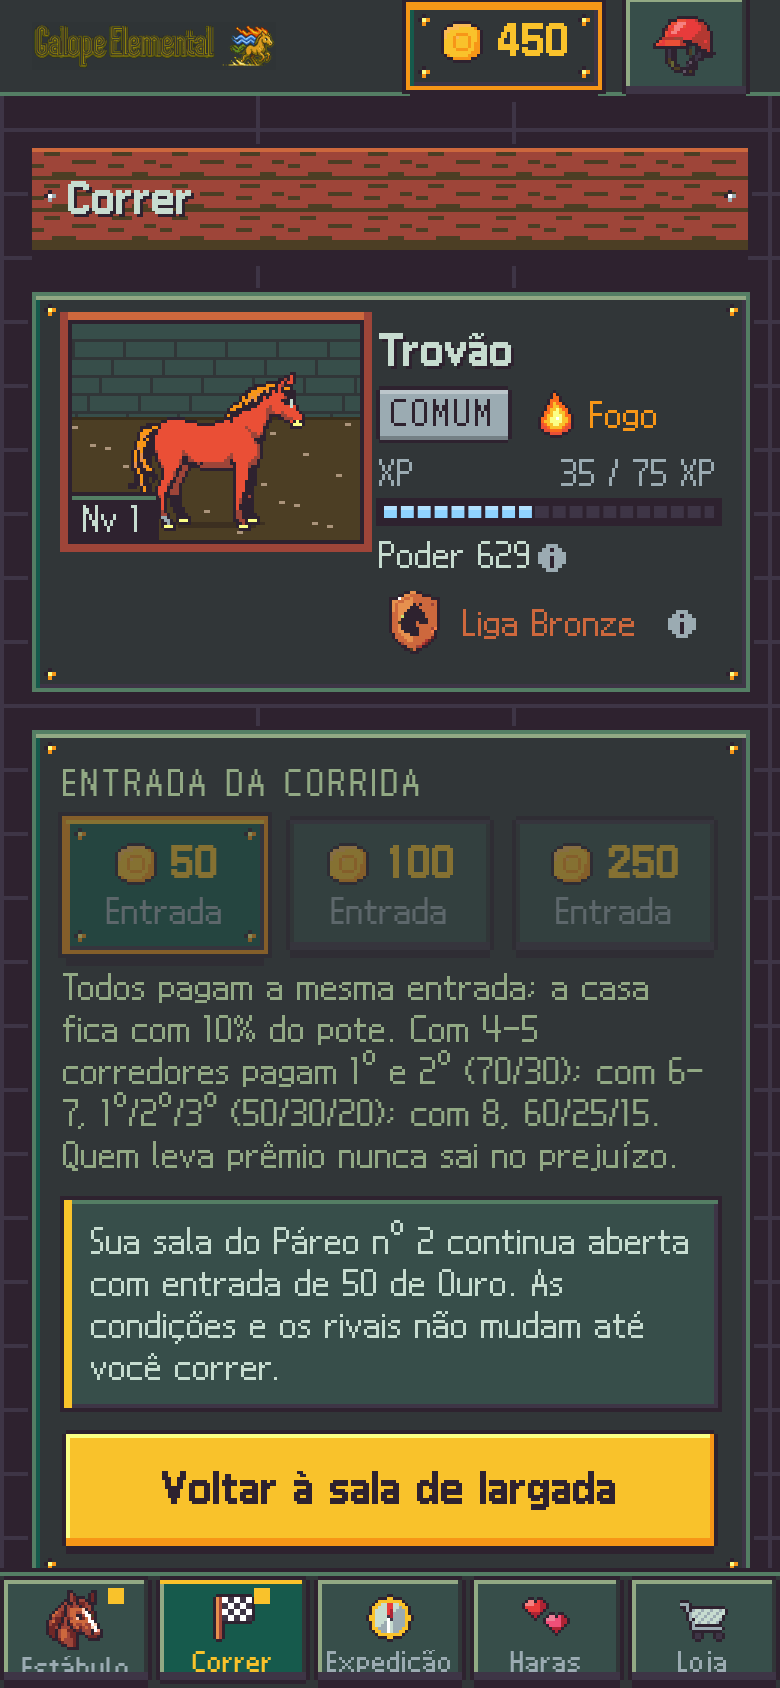 Galope Elemental
450
Correr
Trovão
COMUM
Fogo
XP
35 / 75 XP
Nv 1
Poder 629
Liga Bronze
ENTRADA DA CORRIDA
50
100
250
Entrada
Entrada
Entrada
Todos pagam a mesma entrada; a casa
fica com 10% do pote. Com 4-5
corredores pagam 1º e 2º (70/30); com 6-
7, 1º/2º/3º (50/30/20); com 8, 60/25/15.
Quem leva prêmio nunca sai no prejuízo.
Sua sala do Páreo nº 2 continua aberta
com entrada de 50 de Ouro. As
condições e os rivais não mudam até
você correr.
Voltar à sala de largada
Estábulo
Correr
Expedição
Haras
Loja